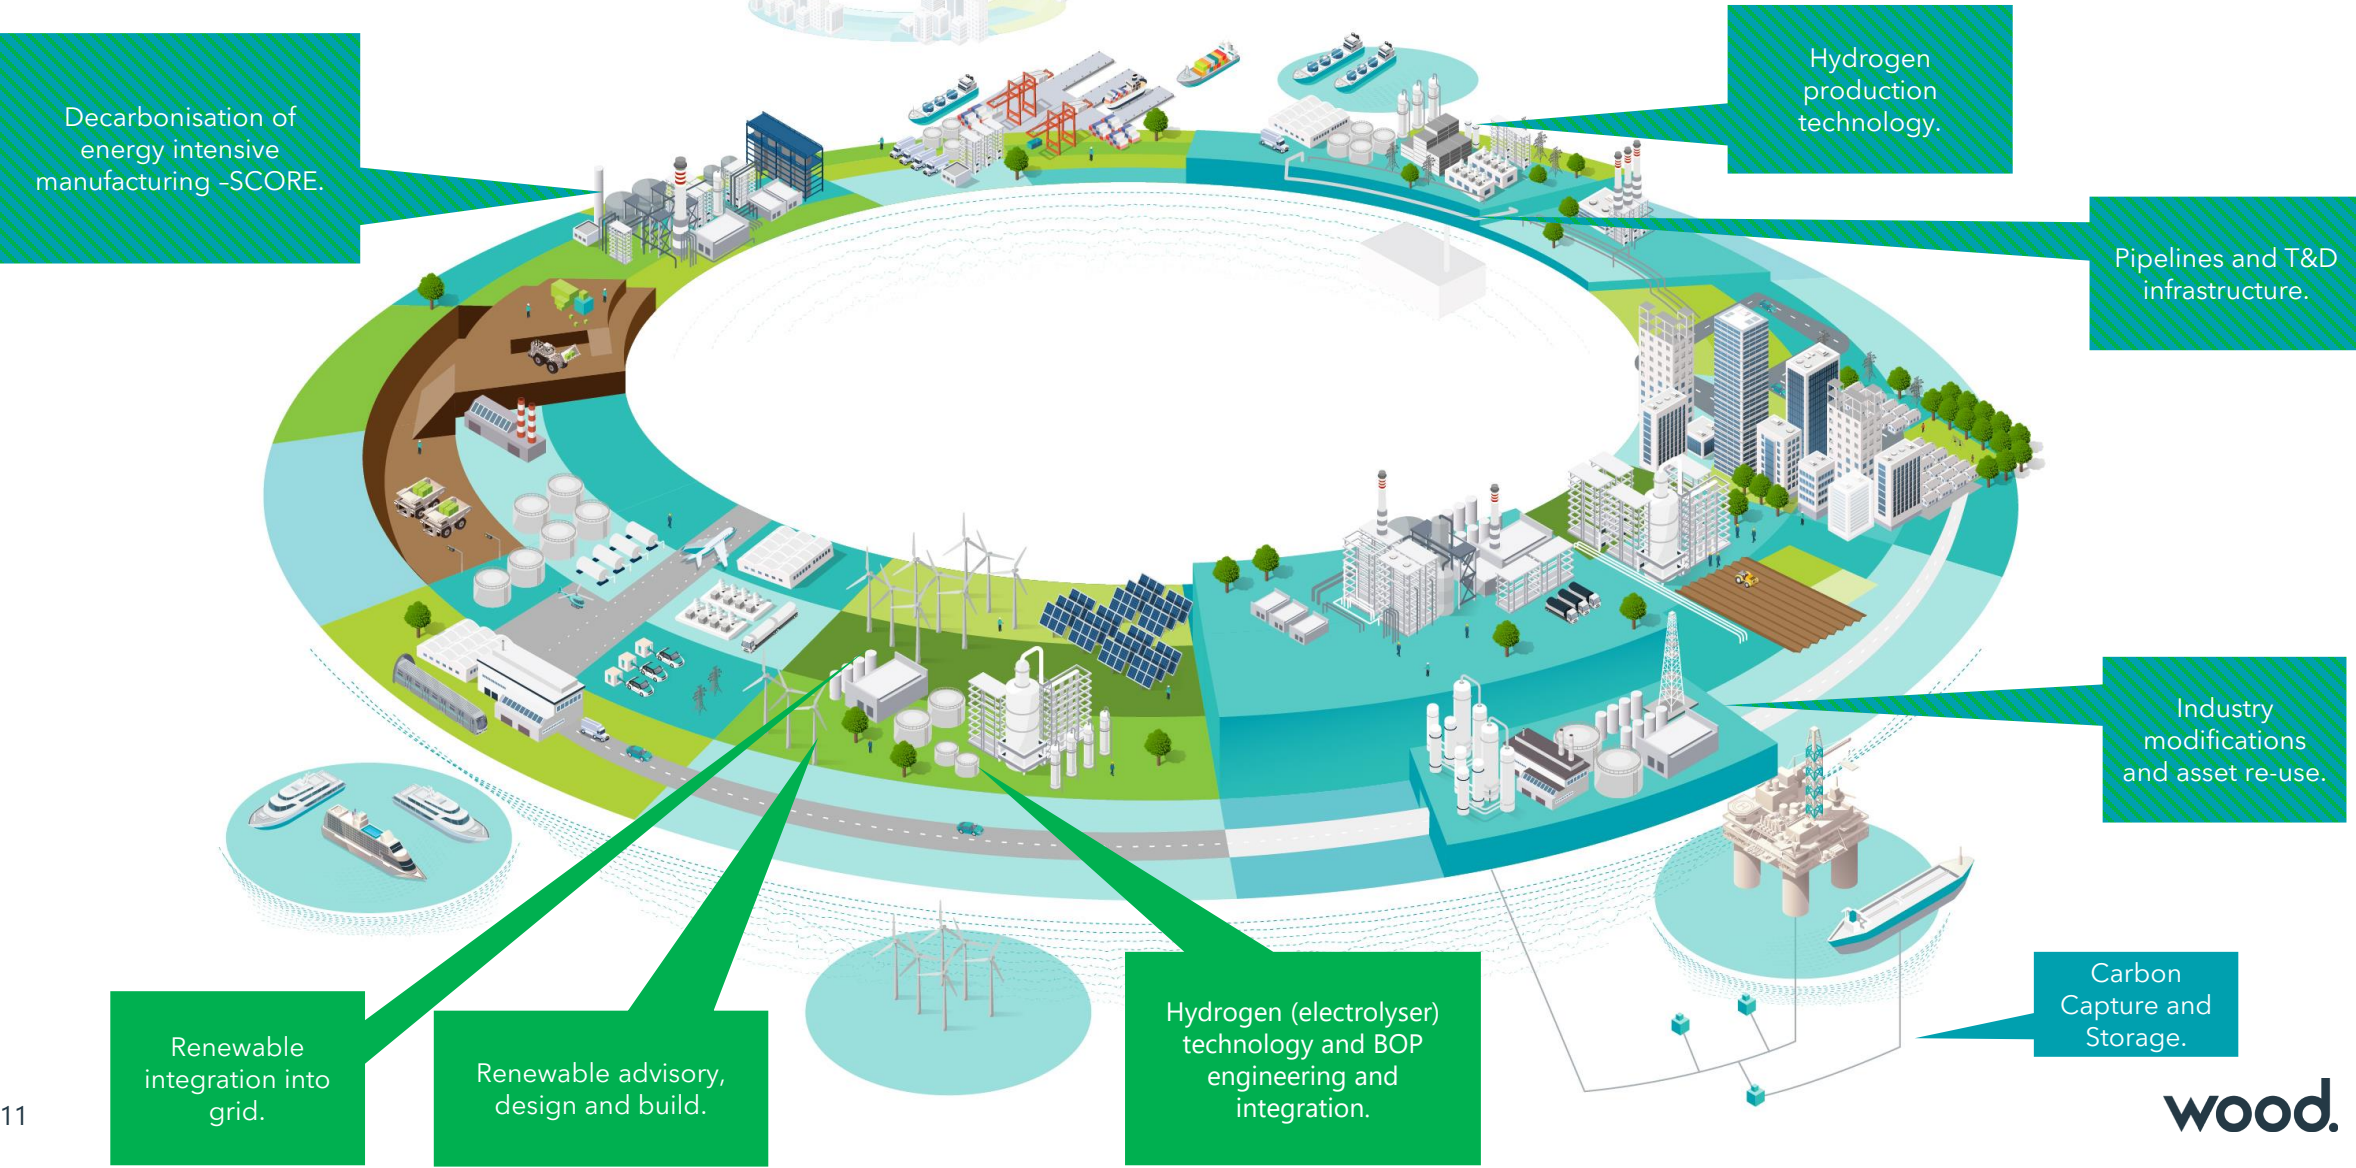 Decarbonisation of
energy intensive
manufacturing –SCORE.
Hydrogen
production
technology.
Pipelines and T&D
infrastructure.
Industry
modifications
and asset re-use.
Carbon
Capture and
Storage.
Renewable
integration into
grid.
Renewable advisory,
design and build.
Hydrogen (electrolyser)
technology and BOP
engineering and
integration.
11
wood.